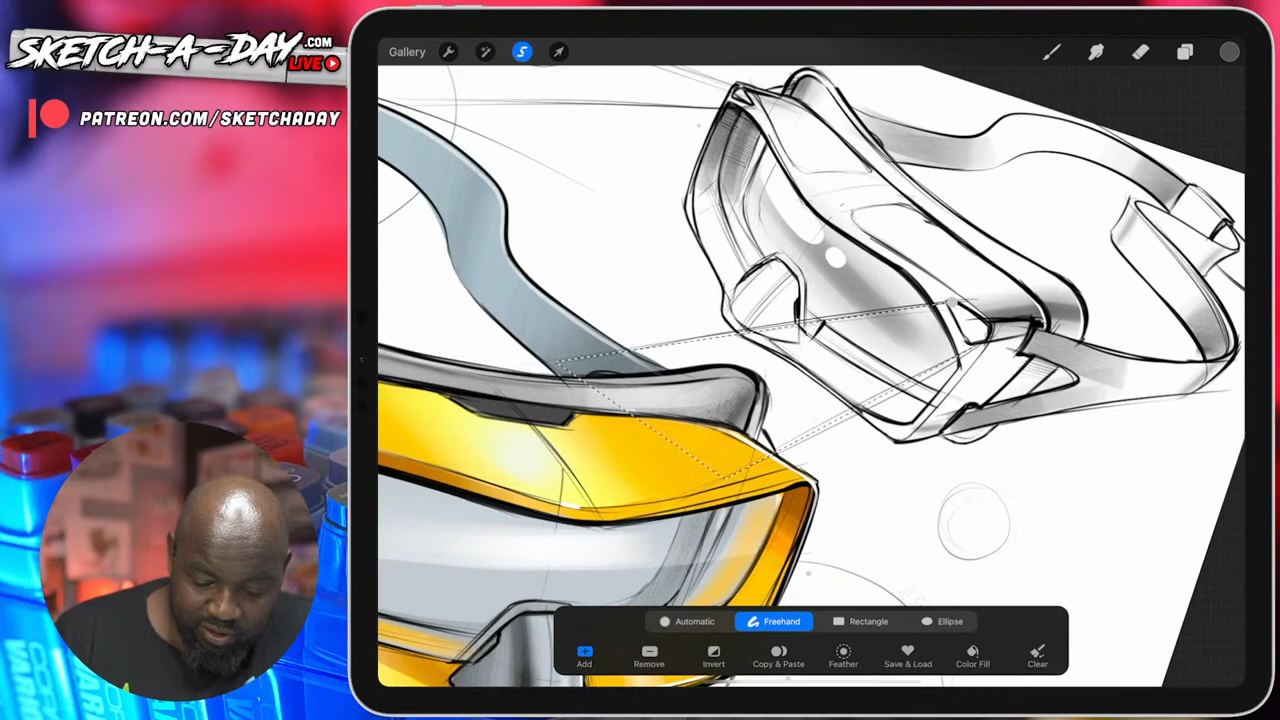 SKETCH-A-DAY.COM
LIVE
PATREON.COM/SKETCHADAY
Gallery
Automatic
Freehand
Rectangle
Ellipse
Add
Remove
Invert
Copy & Paste
Feather
Save & Load
Color Fill
Clear